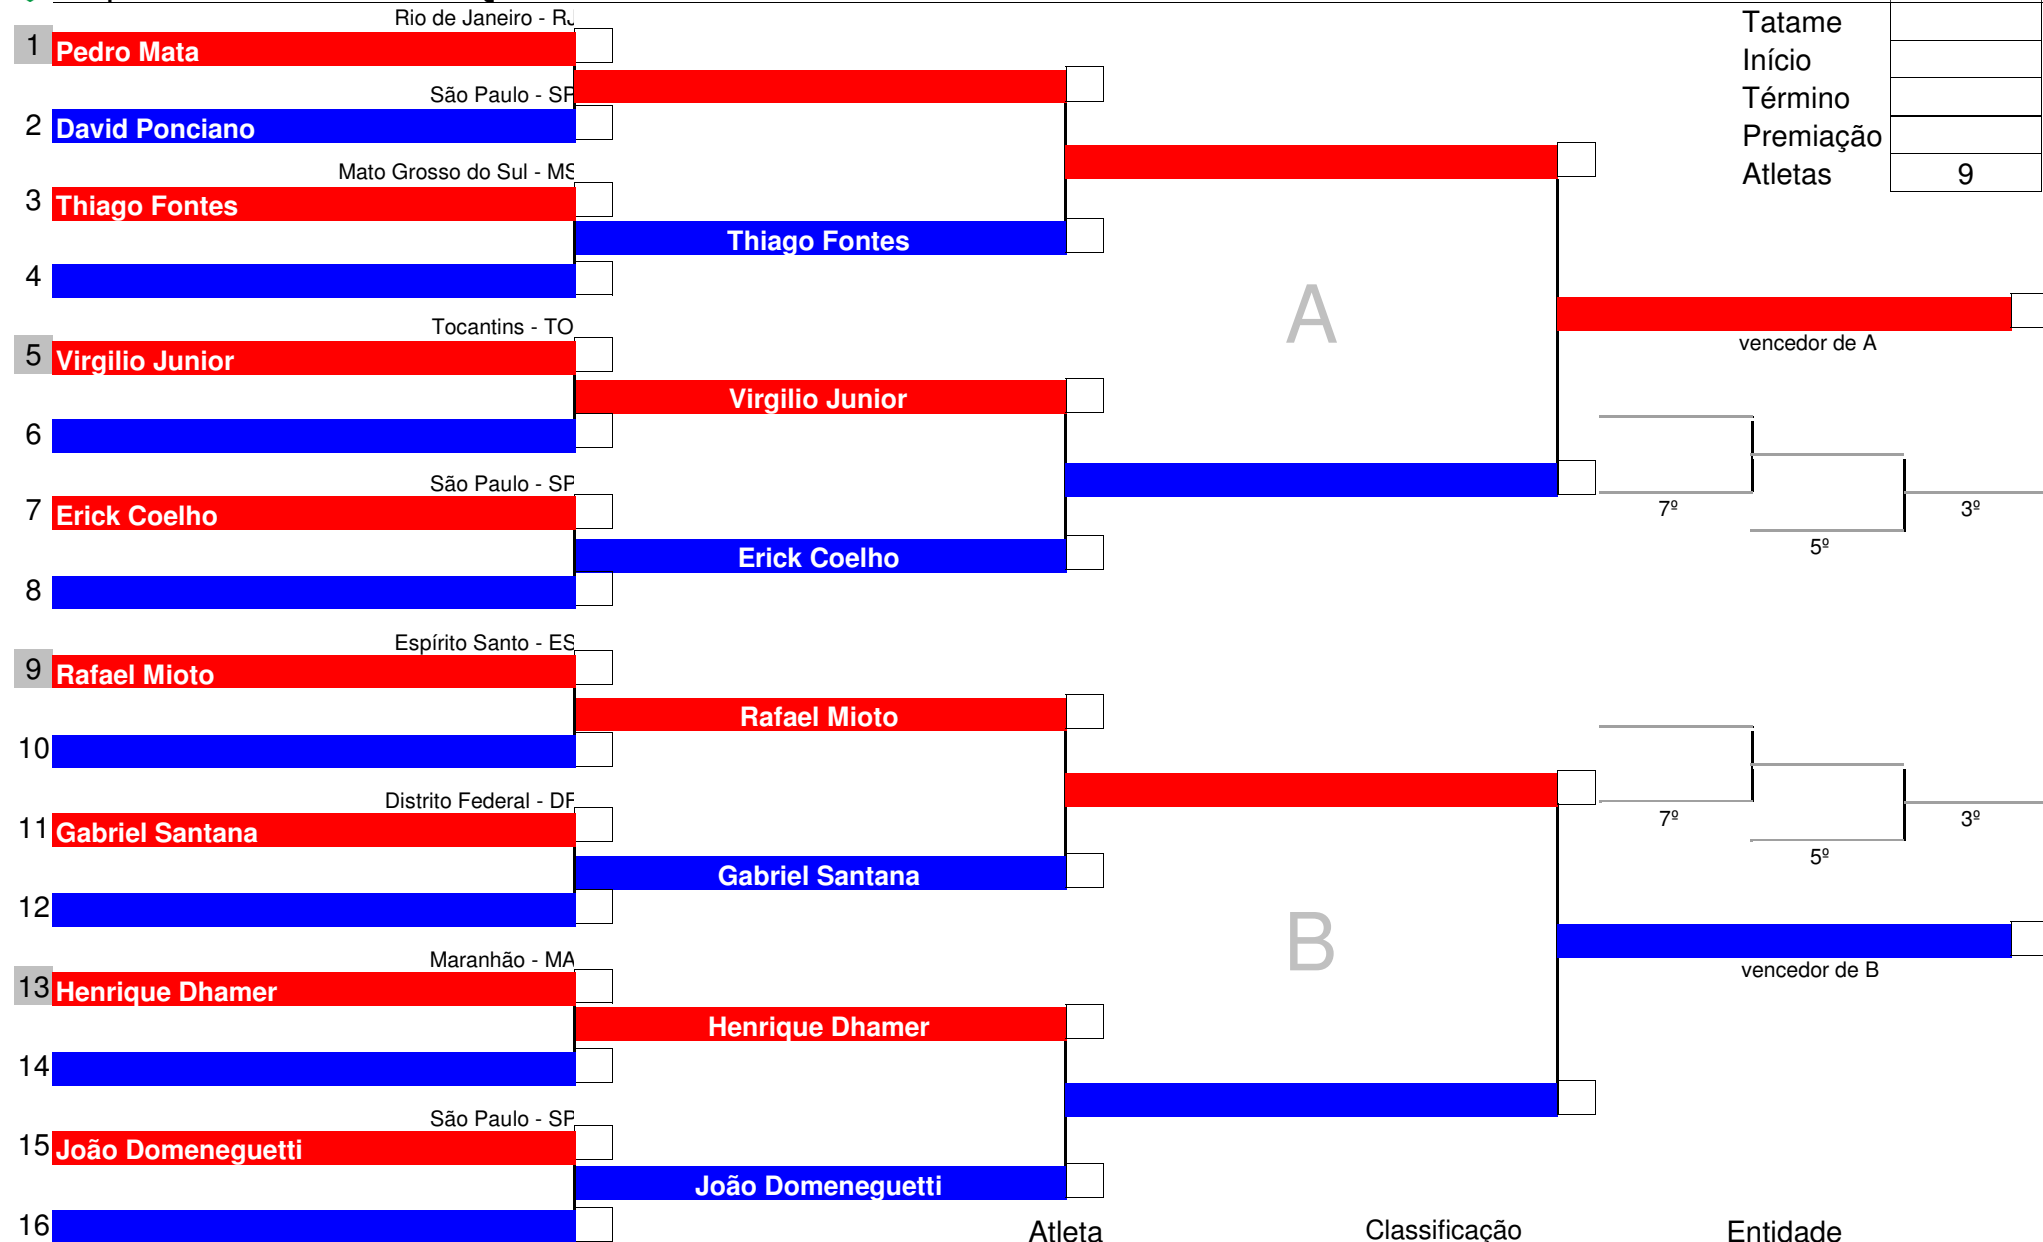 Rio de Janeiro - RJ
1 Pedro Mata
São Paulo - SP
2 David Ponciano
Mato Grosso do Sul - MS
3 Thiago Fontes
Thiago Fontes
4
Tocantins - TO
5 Virgilio Junior
Virgilio Junior
6
São Paulo - SP
7 Erick Coelho
Erick Coelho
8
Espírito Santo - ES
9 Rafael Mioto
Rafael Mioto
10
Distrito Federal - DF
11 Gabriel Santana
Gabriel Santana
12
Maranhão - MA
13 Henrique Dhamer
Henrique Dhamer
14
São Paulo - SP
15 João Domeneguetti
João Domeneguetti
16
A
B
Tatame
Início
Término
Premiação
Atletas 9
vencedor de A
7º
3º
5º
7º
3º
5º
vencedor de B
Atleta Classificação Entidade